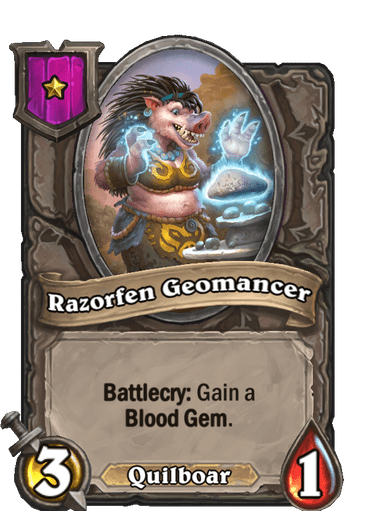 Razorfen Geomancer
Battlecry: Gain a
Blood Gem.
3
Quilboar
1